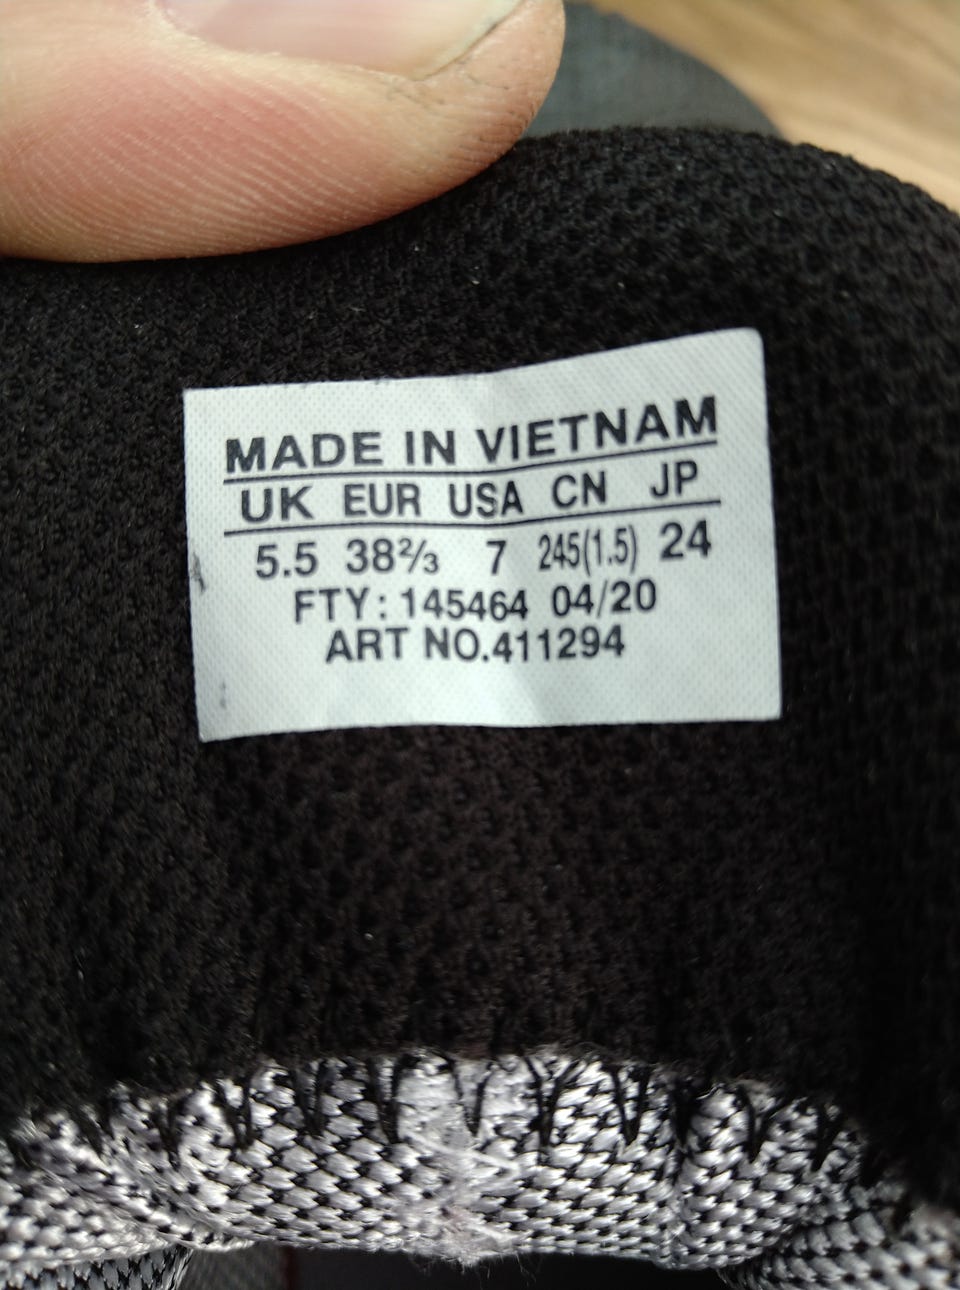 MADE IN VIETNAM
UK EUR USA CN JP
5.5 38⅔ 7 245(1.5) 24
FTY: 145464 04/20
ART NO.411294